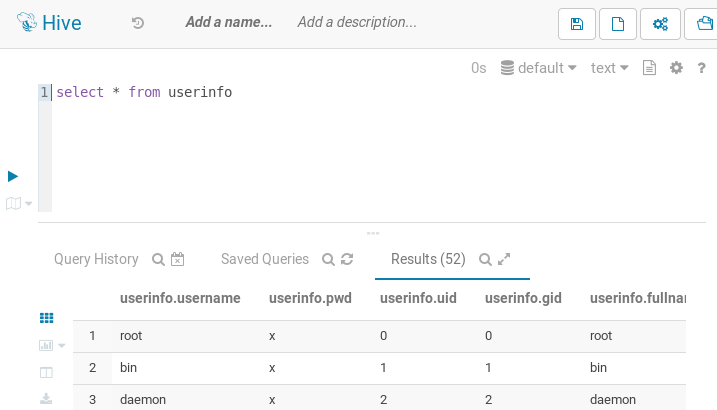 Hive Add a name... Add a description...
0s default text ?
1 select * from userinfo
Query History Saved Queries Results (52)
userinfo.username userinfo.pwd userinfo.uid userinfo.gid
1 root x 0 0 root
2 bin x 1 1 bin
3 daemon x 2 2 daemon